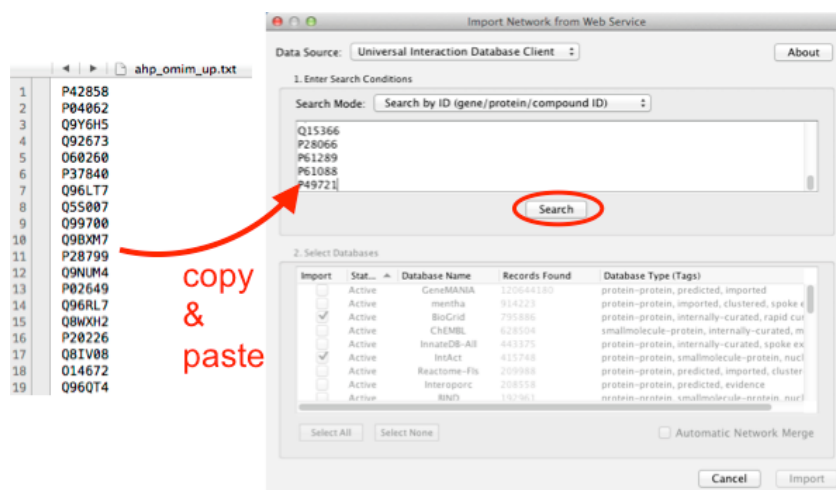 ahp_omim_up.txt
1 P42858
2 P04062
3 Q9Y6H5
4 Q92673
5 O60260
6 P37840
7 Q96LT7
8 Q5S007
9 Q99700
10 Q9BXM7
11 P28799
12 Q9NUM4
13 P02649
14 Q96RL7
15 Q8WXH2
16 P20226
17 Q8IV08
18 O14672
19 Q96QT4
copy
&
paste
Import Network from Web Service
Data Source: Universal Interaction Database Client
About
1. Enter Search Conditions
Search Mode: Search by ID (gene/protein/compound ID)
Q15366
P28066
P61289
P61088
P49721
Search
2. Select Databases
Import Stat... Database Name Records Found Database Type (Tags)
Active GeneMANIA 120644180 protein-protein, predicted, imported
Active mentha 914223 protein-protein, imported, clustered, spoke e
Active BioGrid 795886 protein-protein, internally-curated, rapid cur
Active ChEMBL 628504 smallmolecule-protein, internally-curated, m
Active InnateDB-All 443375 protein-protein, internally-curated, spoke ex
Active IntAct 415748 protein-protein, smallmolecule-protein, nucl
Active Reactome-FIs 209988 protein-protein, predicted, imported, cluster
Active Interoporc 208558 protein-protein, predicted, evidence
Active BIND 192961 protein-protein, smallmolecule-protein, nucl
Select All Select None Automatic Network Merge
Cancel Import